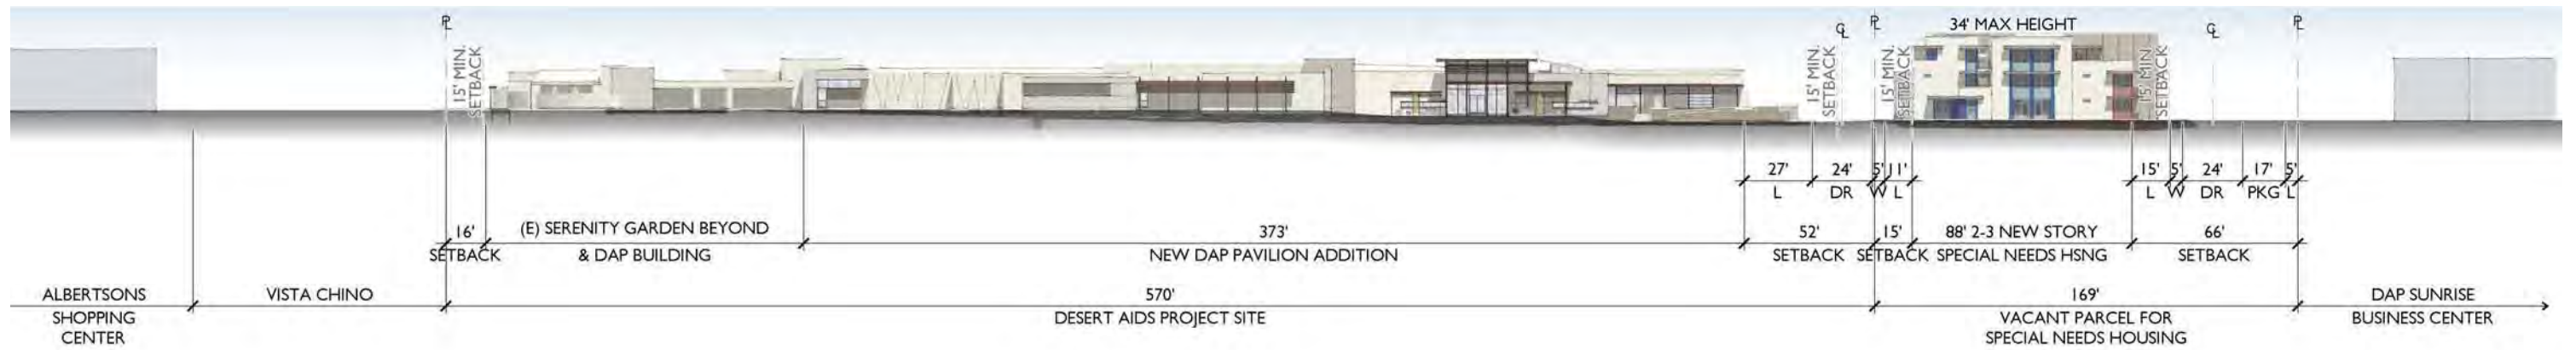 PL
15' MIN.
SETBACK
CL
15' MIN.
SETBACK
PL
15' MIN.
SETBACK
34' MAX HEIGHT
15' MIN.
SETBACK
CL
PL
27'
L
24'
DR
5'
W
11'
L
15'
L
5'
W
24'
DR
17'
PKG
5'
L
16'
SETBACK
(E) SERENITY GARDEN BEYOND
& DAP BUILDING
373'
NEW DAP PAVILION ADDITION
52'
SETBACK
15'
SETBACK
88' 2-3 NEW STORY
SPECIAL NEEDS HSNG
66'
SETBACK
ALBERTSONS
SHOPPING
CENTER
VISTA CHINO
570'
DESERT AIDS PROJECT SITE
169'
VACANT PARCEL FOR
SPECIAL NEEDS HOUSING
DAP SUNRISE
BUSINESS CENTER